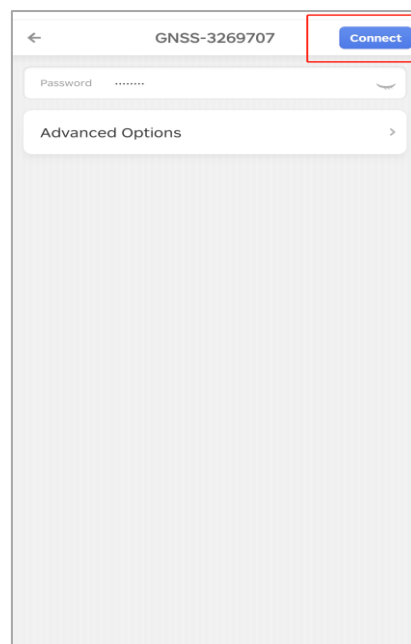 GNSS-3269707 Connect
Password ........
Advanced Options